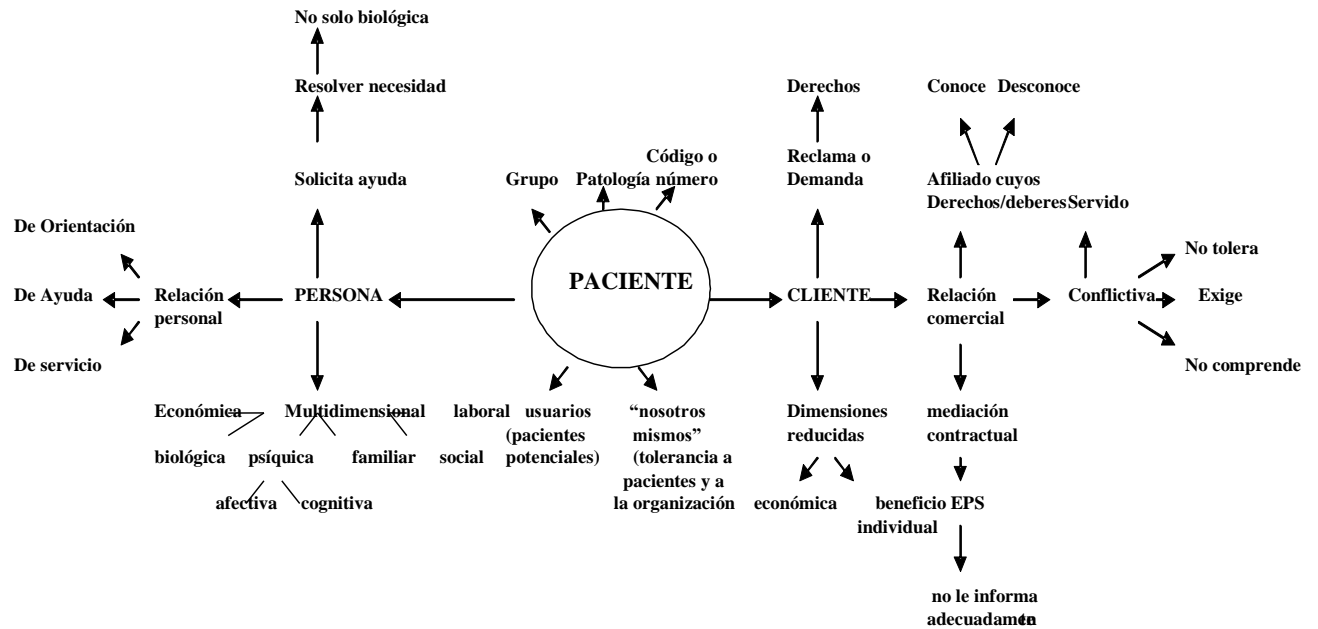 No solo biológica
Resolver necesidad
Derechos
Conoce Desconoce
Código o
Reclama o
Solicita ayuda
Grupo Patología número
Demanda
Afiliado cuyos
Derechos/deberes Servido
De Orientación
No tolera
PACIENTE
De Ayuda
Relación
personal
PERSONA
CLIENTE
Relación
comercial
Conflictiva
Exige
De servicio
No comprende
Económica
Multidimensional
laboral
usuarios
(pacientes
potenciales)
“nosotros
mismos”
(tolerancia a
pacientes y a
la organización
Dimensiones
reducidas
mediación
contractual
biológica
psíquica
familiar
social
afectiva
cognitiva
económica
beneficio
individual
EPS
no le informa
adecuadamente